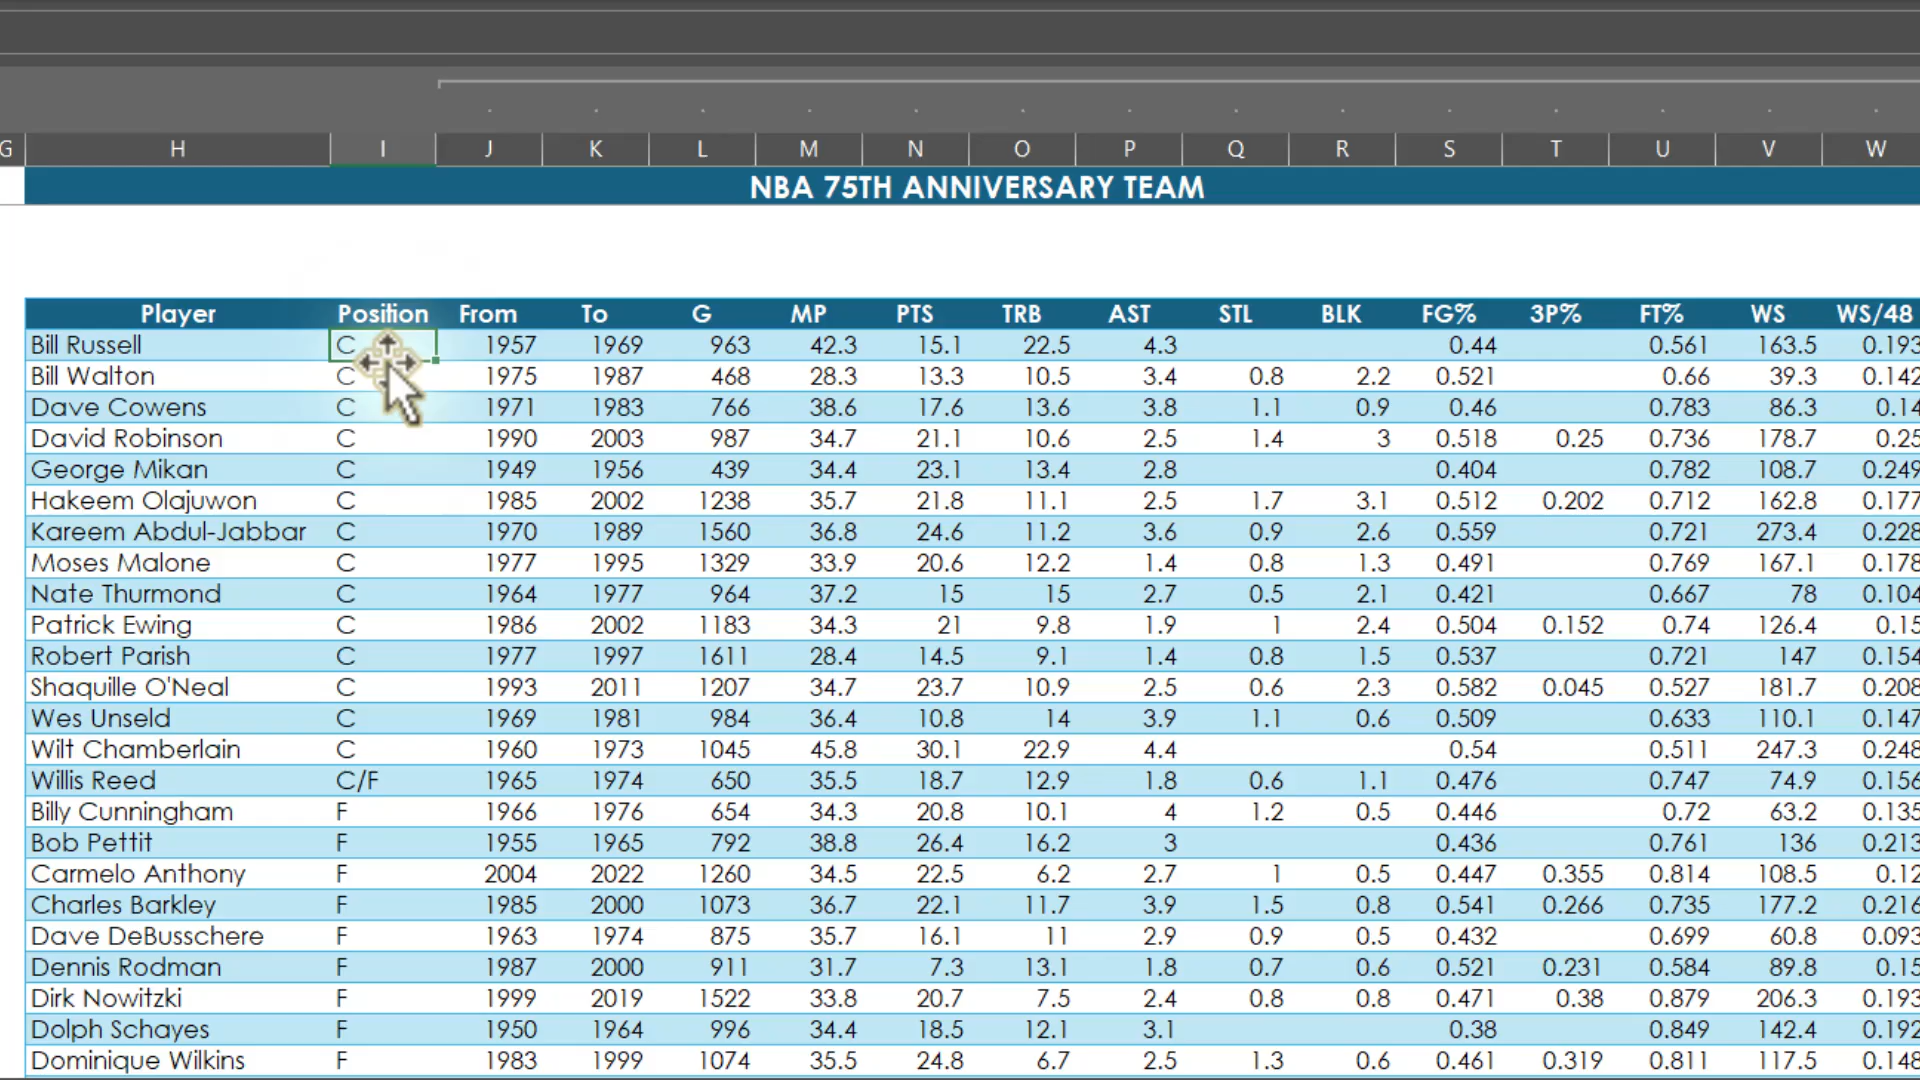 G H I J K L M N O P Q R S T U V W
NBA 75TH ANNIVERSARY TEAM
Player Position From To G MP PTS TRB AST STL BLK FG% 3P% FT% WS WS/48
Bill Russell C 1957 1969 963 42.3 15.1 22.5 4.3 0.44 0.561 163.5 0.193
Bill Walton C 1975 1987 468 28.3 13.3 10.5 3.4 0.8 2.2 0.521 0.66 39.3 0.142
Dave Cowens C 1971 1983 766 38.6 17.6 13.6 3.8 1.1 0.9 0.46 0.783 86.3 0.14
David Robinson C 1990 2003 987 34.7 21.1 10.6 2.5 1.4 3 0.518 0.25 0.736 178.7 0.25
George Mikan C 1949 1956 439 34.4 23.1 13.4 2.8 0.404 0.782 108.7 0.249
Hakeem Olajuwon C 1985 2002 1238 35.7 21.8 11.1 2.5 1.7 3.1 0.512 0.202 0.712 162.8 0.177
Kareem Abdul-Jabbar C 1970 1989 1560 36.8 24.6 11.2 3.6 0.9 2.6 0.559 0.721 273.4 0.228
Moses Malone C 1977 1995 1329 33.9 20.6 12.2 1.4 0.8 1.3 0.491 0.769 167.1 0.178
Nate Thurmond C 1964 1977 964 37.2 15 15 2.7 0.5 2.1 0.421 0.667 78 0.104
Patrick Ewing C 1986 2002 1183 34.3 21 9.8 1.9 1 2.4 0.504 0.152 0.74 126.4 0.15
Robert Parish C 1977 1997 1611 28.4 14.5 9.1 1.4 0.8 1.5 0.537 0.721 147 0.154
Shaquille O'Neal C 1993 2011 1207 34.7 23.7 10.9 2.5 0.6 2.3 0.582 0.045 0.527 181.7 0.208
Wes Unseld C 1969 1981 984 36.4 10.8 14 3.9 1.1 0.6 0.509 0.633 110.1 0.147
Wilt Chamberlain C 1960 1973 1045 45.8 30.1 22.9 4.4 0.54 0.511 247.3 0.248
Willis Reed C/F 1965 1974 650 35.5 18.7 12.9 1.8 0.6 1.1 0.476 0.747 74.9 0.156
Billy Cunningham F 1966 1976 654 34.3 20.8 10.1 4 1.2 0.5 0.446 0.72 63.2 0.135
Bob Pettit F 1955 1965 792 38.8 26.4 16.2 3 0.436 0.761 136 0.213
Carmelo Anthony F 2004 2022 1260 34.5 22.5 6.2 2.7 1 0.5 0.447 0.355 0.814 108.5 0.12
Charles Barkley F 1985 2000 1073 36.7 22.1 11.7 3.9 1.5 0.8 0.541 0.266 0.735 177.2 0.216
Dave DeBusschere F 1963 1974 875 35.7 16.1 11 2.9 0.9 0.5 0.432 0.699 60.8 0.093
Dennis Rodman F 1987 2000 911 31.7 7.3 13.1 1.8 0.7 0.6 0.521 0.231 0.584 89.8 0.15
Dirk Nowitzki F 1999 2019 1522 33.8 20.7 7.5 2.4 0.8 0.8 0.471 0.38 0.879 206.3 0.193
Dolph Schayes F 1950 1964 996 34.4 18.5 12.1 3.1 0.38 0.849 142.4 0.192
Dominique Wilkins F 1983 1999 1074 35.5 24.8 6.7 2.5 1.3 0.6 0.461 0.319 0.811 117.5 0.148